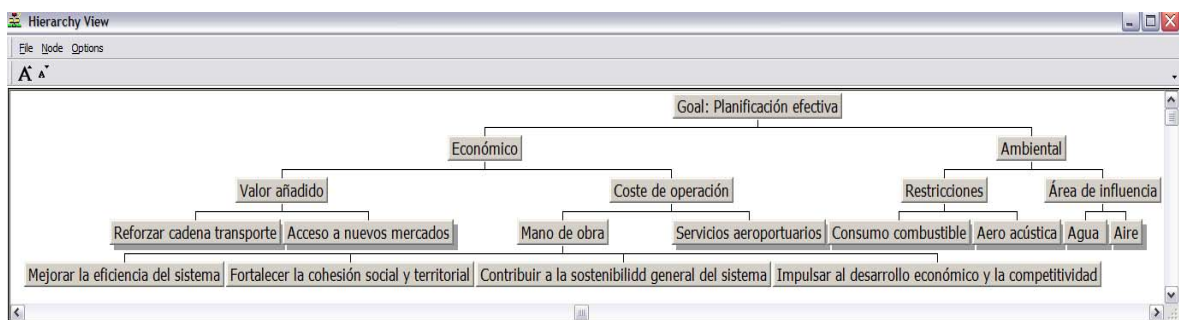 Hierarchy View
File Node Options
A A
Goal: Planificación efectiva
Económico Ambiental
Valor añadido Coste de operación Restricciones Área de influencia
Reforzar cadena transporte Acceso a nuevos mercados Mano de obra Servicios aeroportuarios Consumo combustible Aero acústica Agua Aire
Mejorar la eficiencia del sistema Fortalecer la cohesión social y territorial Contribuir a la sostenibilidd general del sistema Impulsar al desarrollo económico y la competitividad